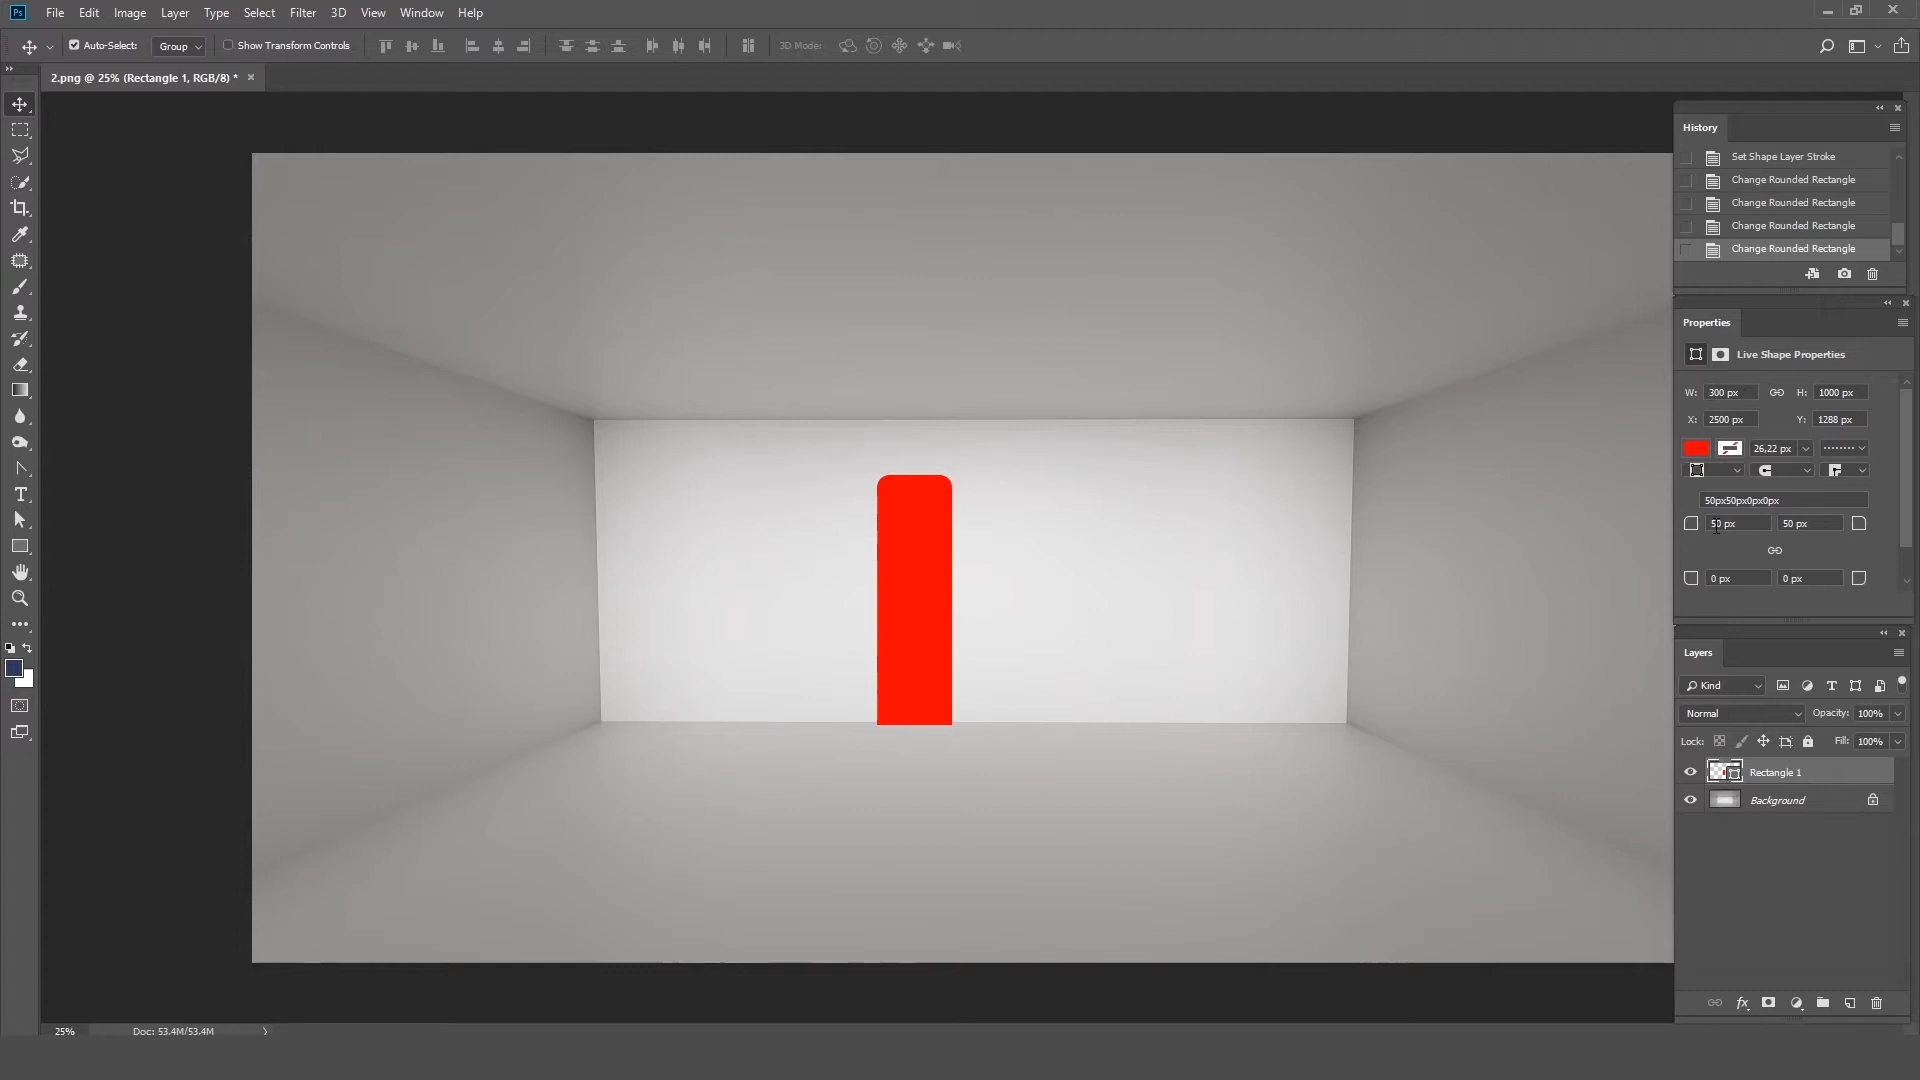 Ps File Edit Image Layer Type Select Filter 3D View Window Help
Auto-Select: Group Show Transform Controls 3D Mode:
2.png @ 25% (Rectangle 1, RGB/8) *
History
Set Shape Layer Stroke
Change Rounded Rectangle
Change Rounded Rectangle
Change Rounded Rectangle
Change Rounded Rectangle
Properties
Live Shape Properties
W: 300 px H: 1000 px
X: 2500 px Y: 1288 px
26,22 px
50px50px0px0px
50 px 50 px
0 px 0 px
Layers
Kind
Normal Opacity: 100%
Lock: Fill: 100%
Rectangle 1
Background
fx
25% Doc: 53,4M/53,4M